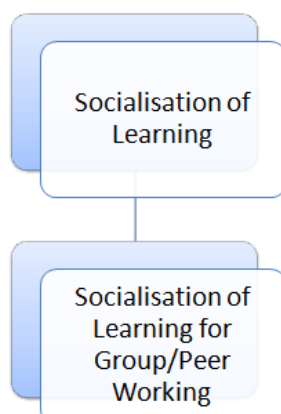 Socialisation of
Learning
Socialisation of
Learning for
Group/Peer
Working